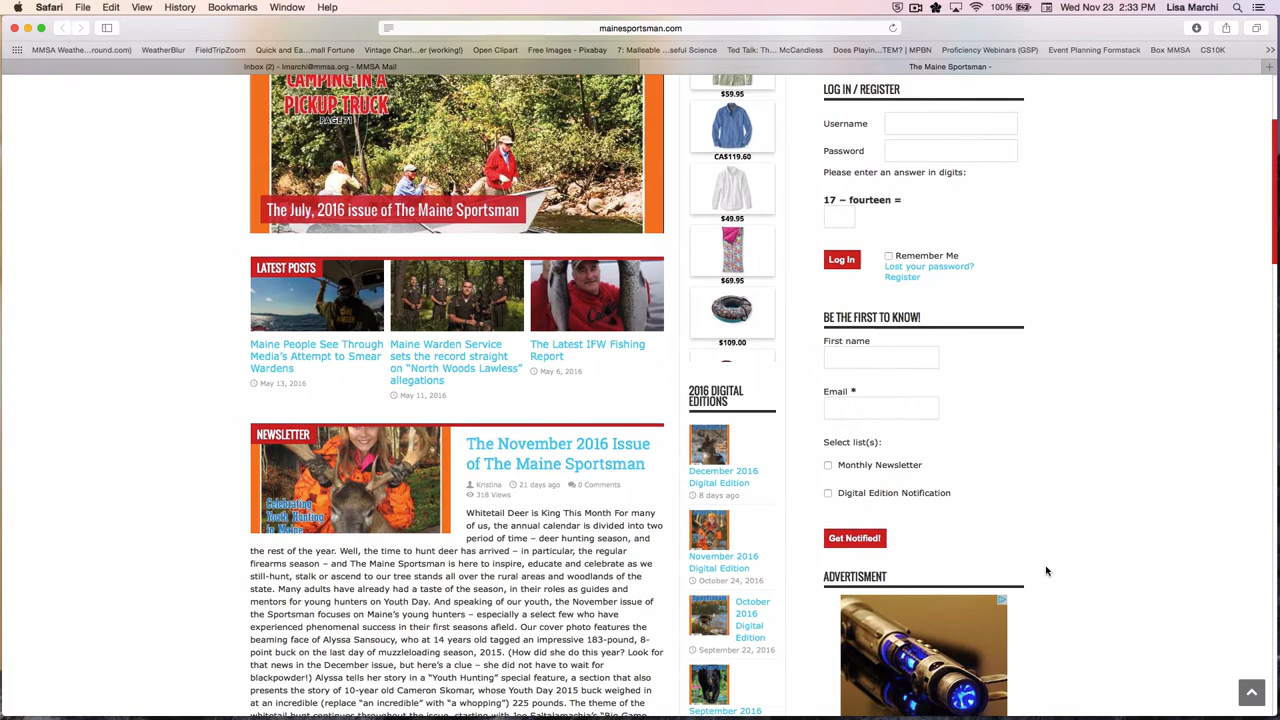 Safari File Edit View History Bookmarks Window Help 100% Wed Nov 23 2:33 PM Lisa Marchi
mainesportsman.com
MMSA Weathe...round.com) WeatherBlur FieldTripZoom Quick and Ea...mall Fortune Vintage Charl...er (working!) Open Clipart Free Images - Pixabay 7: Malleable ...seful Science Ted Talk: Th... McCandless Does Playin...TEM? | MPBN Proficiency Webinars (GSP) Event Planning Formstack Box MMSA CS10K
Inbox (2) - lmarchi@mmsa.org - MMSA Mail
The Maine Sportsman -
CAMPING IN A
PICKUP TRUCK
PAGE 71
The July, 2016 issue of The Maine Sportsman
LATEST POSTS
Maine People See Through
Media's Attempt to Smear
Wardens
May 13, 2016
Maine Warden Service
sets the record straight
on "North Woods Lawless"
allegations
May 11, 2016
The Latest IFW Fishing
Report
May 6, 2016
NEWSLETTER
Celebrating
Youth Hunting
in Maine
The November 2016 Issue
of The Maine Sportsman
Kristina 21 days ago 0 Comments
318 Views
Whitetail Deer is King This Month For many
of us, the annual calendar is divided into two
period of time – deer hunting season, and
the rest of the year. Well, the time to hunt deer has arrived – in particular, the regular
firearms season – and The Maine Sportsman is here to inspire, educate and celebrate as we
still-hunt, stalk or ascend to our tree stands all over the rural areas and woodlands of the
state. Many adults have already had a taste of the season, in their roles as guides and
mentors for young hunters on Youth Day. And speaking of our youth, the November issue of
the Sportsman focuses on Maine's young hunters – especially a select few who have
experienced phenomenal success in their first seasons afield. Our cover photo features the
beaming face of Alyssa Sansoucy, who at 14 years old tagged an impressive 183-pound, 8-
point buck on the last day of muzzleloading season, 2015. (How did she do this year? Look for
that news in the December issue, but here's a clue – she did not have to wait for
blackpowder!) Alyssa tells her story in a "Youth Hunting" special feature, a section that also
presents the story of 10-year old Cameron Skomar, whose Youth Day 2015 buck weighed in
at an incredible (replace "an incredible" with "a whopping") 225 pounds. The theme of the
whitetail hunt continues throughout the issue, starting with Joe Saltalamachia's "Big Game
$59.95
CA$119.60
$49.95
$69.95
$109.00
2016 DIGITAL
EDITIONS
December 2016
Digital Edition
8 days ago
November 2016
Digital Edition
October 24, 2016
October
2016
Digital
Edition
September 22, 2016
September 2016
LOG IN / REGISTER
Username
Password
Please enter an answer in digits:
17 − fourteen =
Log In
Remember Me
Lost your password?
Register
BE THE FIRST TO KNOW!
First name
Email *
Select list(s):
Monthly Newsletter
Digital Edition Notification
Get Notified!
ADVERTISMENT